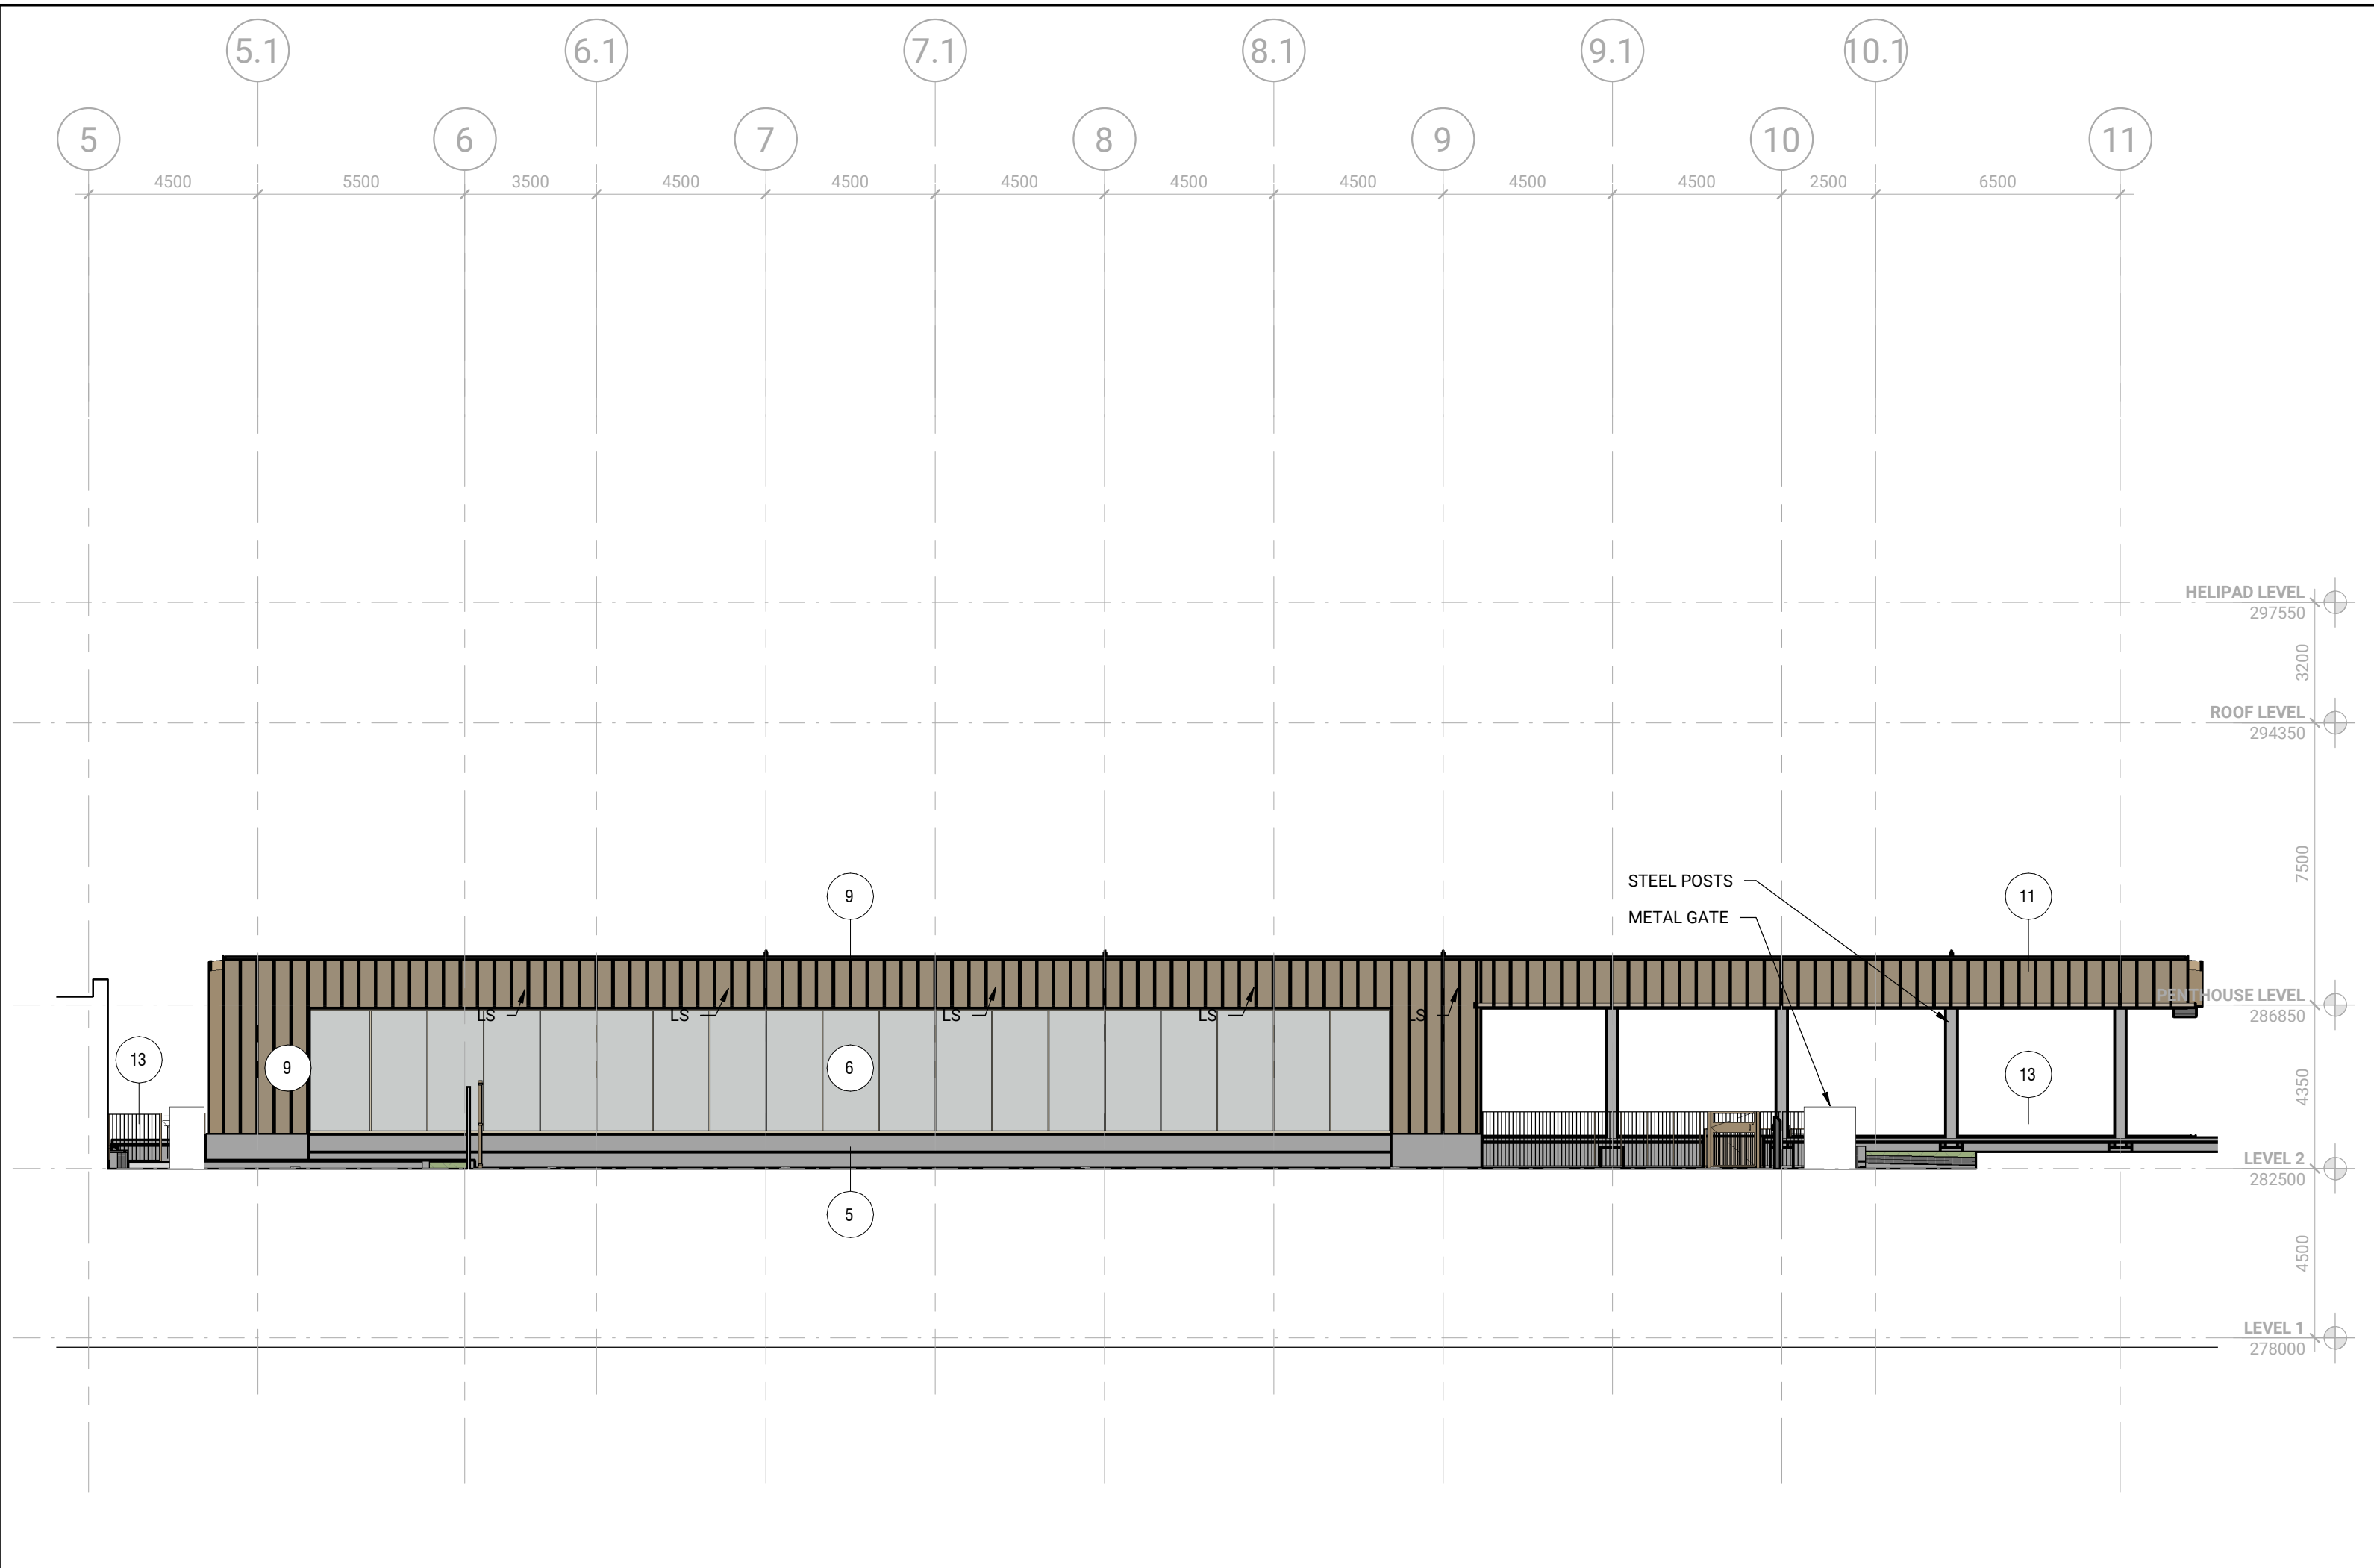 5.1 6.1 7.1 8.1 9.1 10.1
5 6 7 8 9 10 11
4500 5500 3500 4500 4500 4500 4500 4500 4500 4500 2500 6500
HELIPAD LEVEL
297550
3200
ROOF LEVEL
294350
7500
STEEL POSTS
9 11
METAL GATE
PENTHOUSE LEVEL
286850
LS LS LS LS LS
13
9 6 13
4350
LEVEL 2
282500
5
4500
LEVEL 1
278000